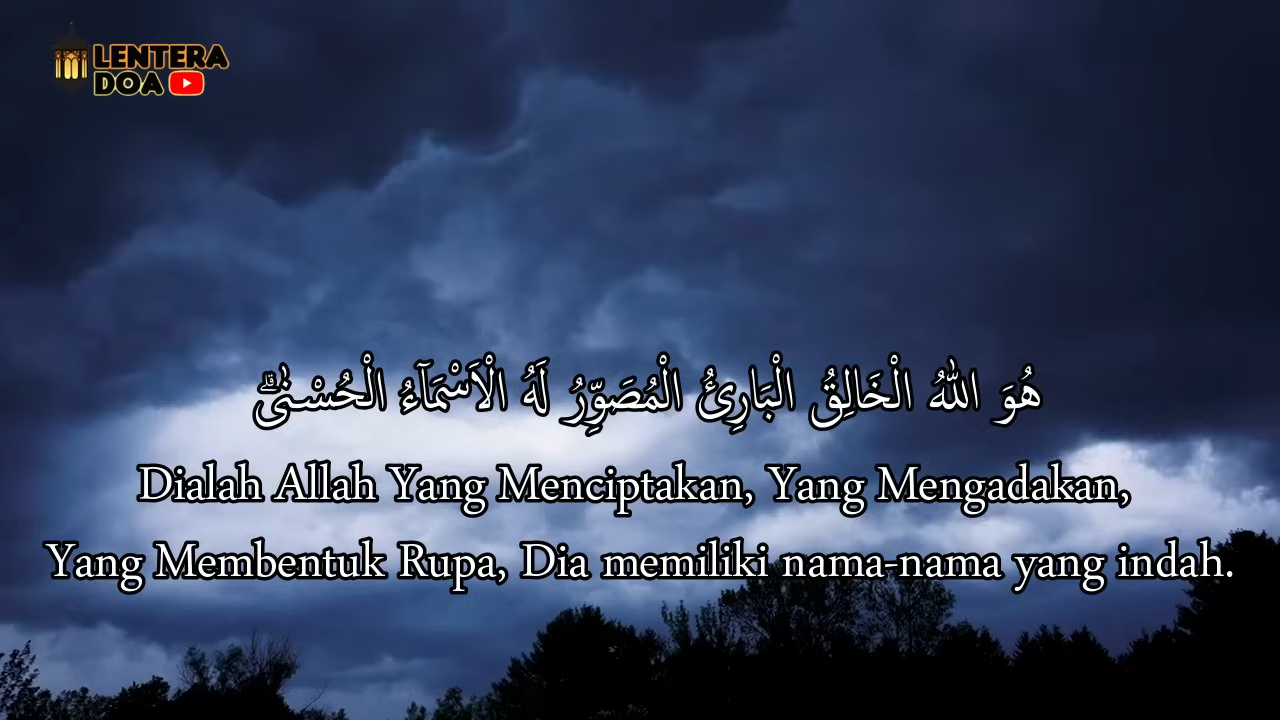 LENTERA
DOA
هُوَ اللّٰهُ الْخَالِقُ الْبَارِئُ الْمُصَوِّرُ لَهُ الْاَسْمَاۤءُ الْحُسْنٰىۗ
Dialah Allah Yang Menciptakan, Yang Mengadakan,
Yang Membentuk Rupa, Dia memiliki nama-nama yang indah.